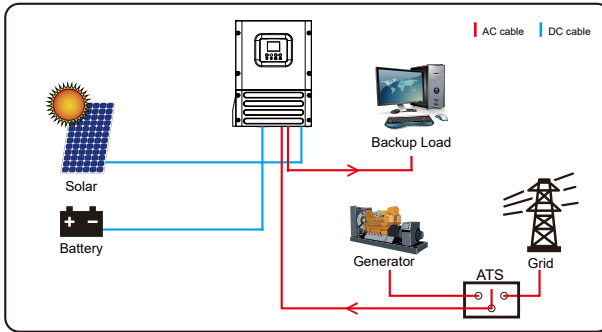 AC cable
DC cable
Backup Load
Solar
Battery
Generator
ATS
Grid